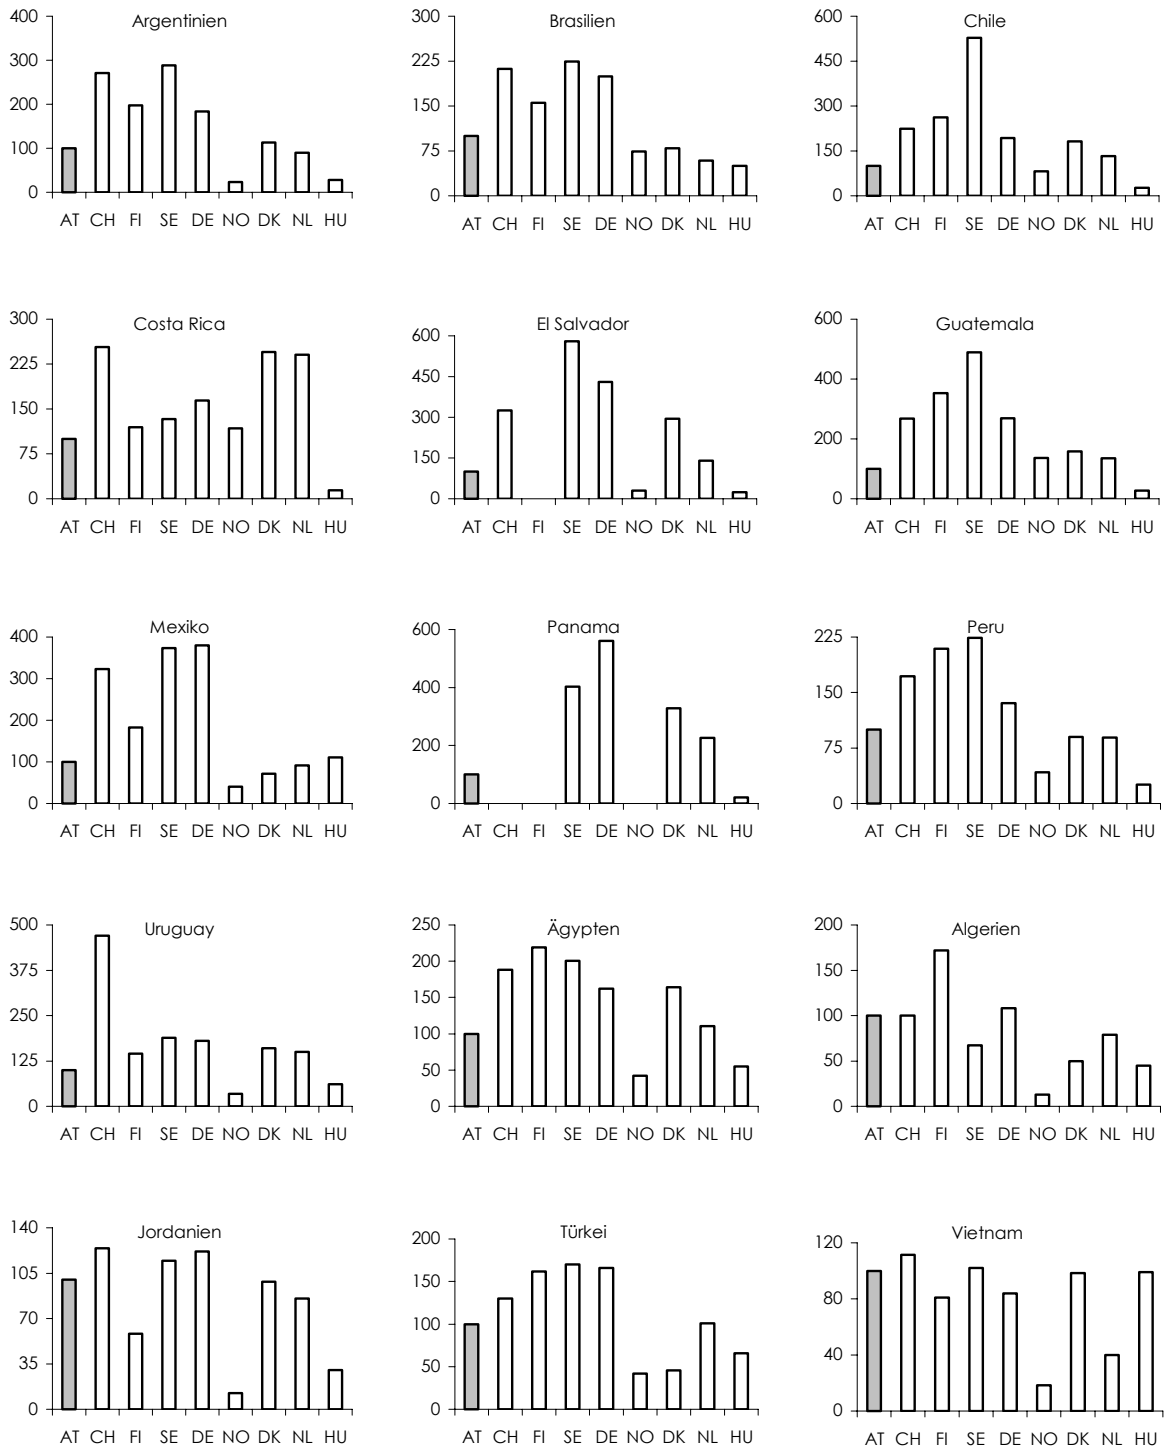 Argentinien
400
300
200
100
0
AT CH FI SE DE NO DK NL HU
Brasilien
300
225
150
75
0
AT CH FI SE DE NO DK NL HU
Chile
600
450
300
150
0
AT CH FI SE DE NO DK NL HU
Costa Rica
300
225
150
75
0
AT CH FI SE DE NO DK NL HU
El Salvador
600
450
300
150
0
AT CH FI SE DE NO DK NL HU
Guatemala
600
400
200
0
AT CH FI SE DE NO DK NL HU
Mexiko
400
300
200
100
0
AT CH FI SE DE NO DK NL HU
Panama
600
400
200
0
AT CH FI SE DE NO DK NL HU
Peru
225
150
75
0
AT CH FI SE DE NO DK NL HU
Uruguay
500
375
250
125
0
AT CH FI SE DE NO DK NL HU
Ägypten
250
200
150
100
50
0
AT CH FI SE DE NO DK NL HU
Algerien
200
150
100
50
0
AT CH FI SE DE NO DK NL HU
Jordanien
140
105
70
35
0
AT CH FI SE DE NO DK NL HU
Türkei
200
150
100
50
0
AT CH FI SE DE NO DK NL HU
Vietnam
120
80
40
0
AT CH FI SE DE NO DK NL HU